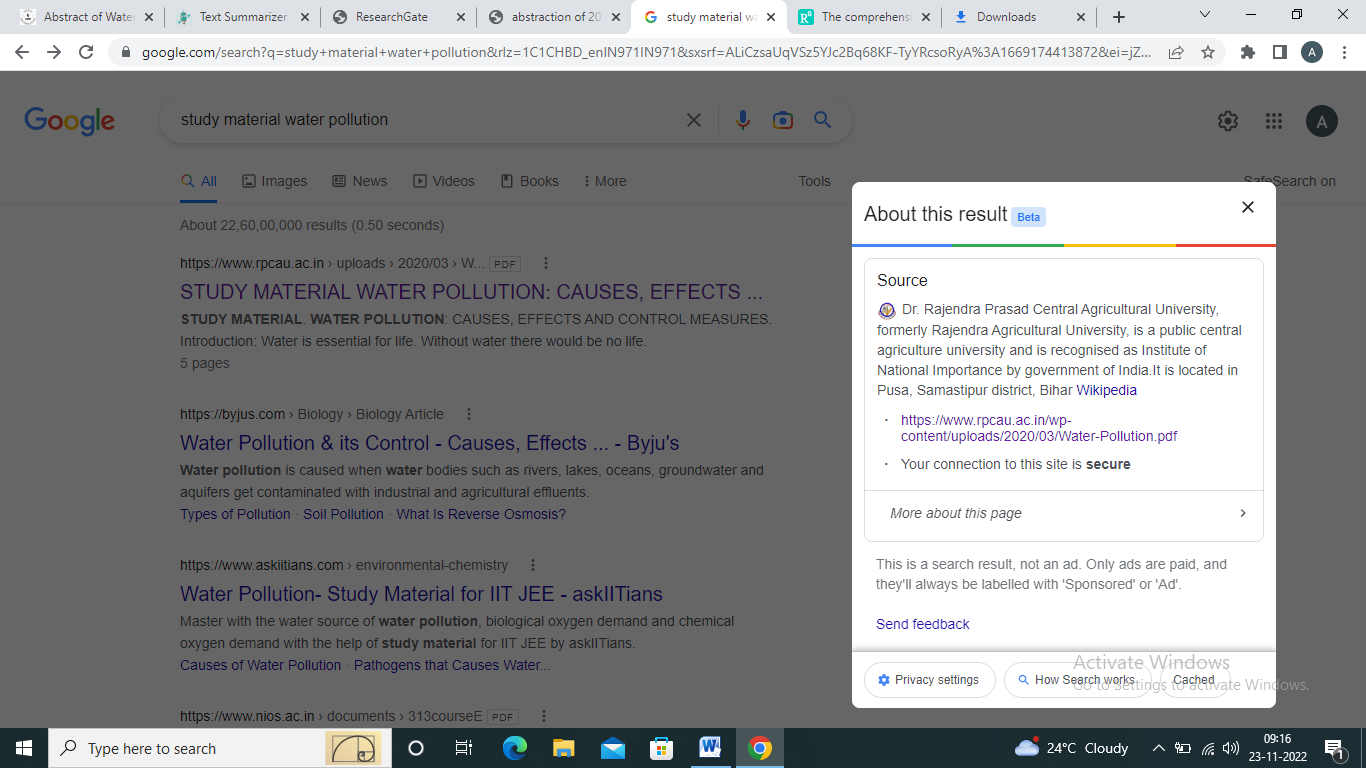 Abstract of Water
Text Summarizer
ResearchGate
abstraction of 20
study material wa
The comprehensi
Downloads
google.com/search?q=study+material+water+pollution&rlz=1C1CHBD_enIN971IN971&sxsrf=ALiCzsaUqVSz5YJc2Bq68KF-TyYRcsoRyA%3A1669174413872&ei=jZ...
A
Google
study material water pollution
A
All
Images
News
Videos
Books
More
Tools
SafeSearch on
About 22,60,00,000 results (0.50 seconds)
https://www.rpcau.ac.in › uploads › 2020/03 › W... PDF
STUDY MATERIAL WATER POLLUTION: CAUSES, EFFECTS ...
STUDY MATERIAL. WATER POLLUTION: CAUSES, EFFECTS AND CONTROL MEASURES.
Introduction: Water is essential for life. Without water there would be no life.
5 pages
https://byjus.com › Biology › Biology Article
Water Pollution & its Control - Causes, Effects ... - Byju's
Water pollution is caused when water bodies such as rivers, lakes, oceans, groundwater and
aquifers get contaminated with industrial and agricultural effluents.
Types of Pollution · Soil Pollution · What Is Reverse Osmosis?
https://www.askiitians.com › environmental-chemistry
Water Pollution- Study Material for IIT JEE - askIITians
Master with the water source of water pollution, biological oxygen demand and chemical
oxygen demand with the help of study material for IIT JEE by askIITians.
Causes of Water Pollution · Pathogens that Causes Water...
https://www.nios.ac.in › documents › 313courseE PDF
About this result Beta
Source
Dr. Rajendra Prasad Central Agricultural University,
formerly Rajendra Agricultural University, is a public central
agriculture university and is recognised as Institute of
National Importance by government of India.It is located in
Pusa, Samastipur district, Bihar Wikipedia
· https://www.rpcau.ac.in/wp-
content/uploads/2020/03/Water-Pollution.pdf
· Your connection to this site is secure
More about this page
This is a search result, not an ad. Only ads are paid, and
they'll always be labelled with 'Sponsored' or 'Ad'.
Send feedback
Privacy settings
How Search works
Cached
Activate Windows
Go to Settings to activate Windows.
Type here to search
24°C Cloudy
09:16
23-11-2022
1